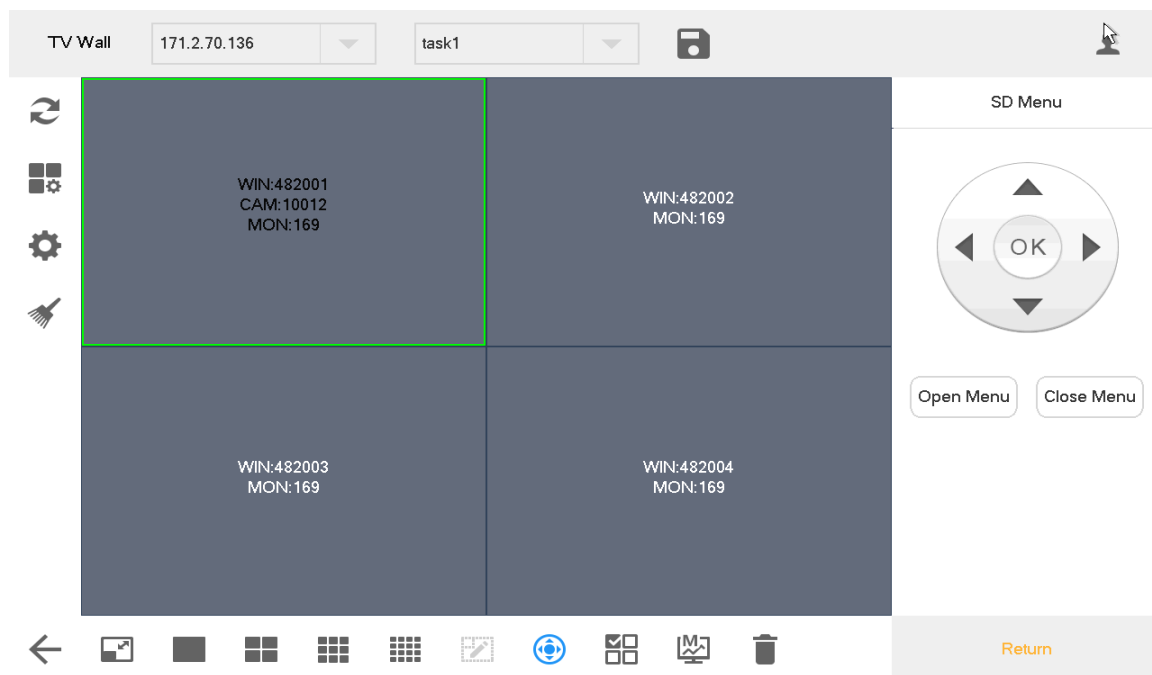 TV Wall
171.2.70.136
task1
SD Menu
WIN:482001
CAM:10012
MON:169
WIN:482002
MON:169
OK
Open Menu
Close Menu
WIN:482003
MON:169
WIN:482004
MON:169
M
Return